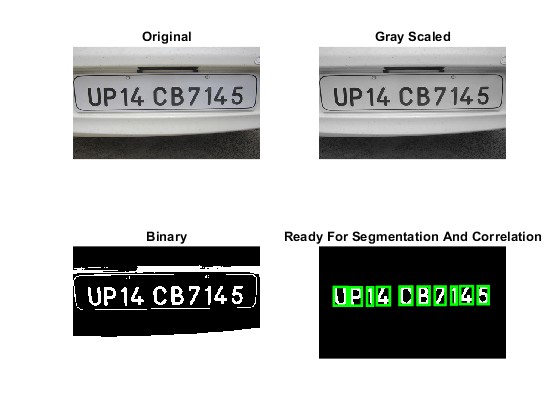 Original
UP14 CB7145
Gray Scaled
UP14 CB7145
Binary
UP14 CB7145
Ready For Segmentation And Correlation
UP14 CB7145